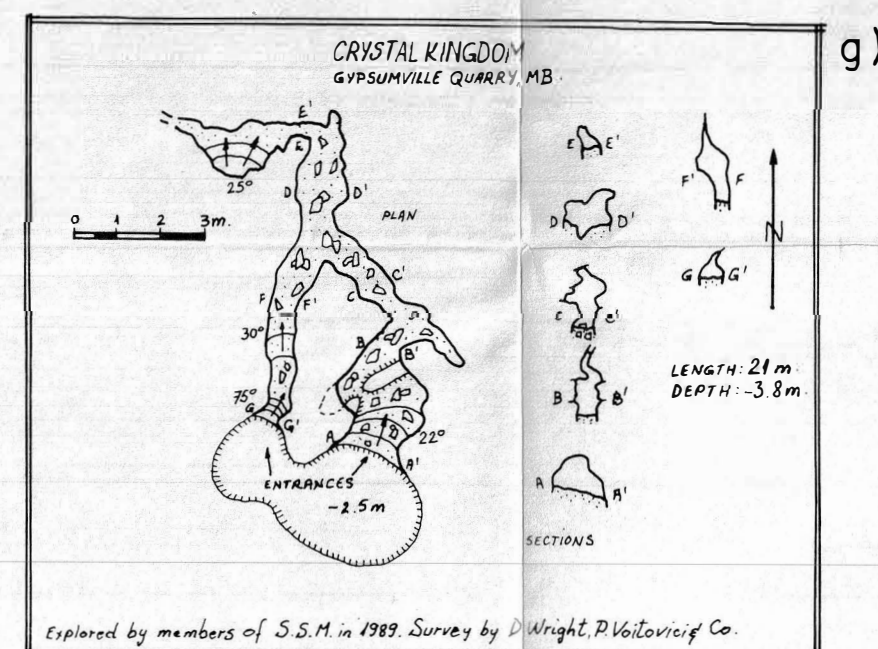 g)
CRYSTAL KINGDOM
GYPSUMVILLE QUARRY, MB.
E'
E
25°
D
D'
PLAN
0 1 2 3m
C'
C
F
F'
30°
B
B'
75°
G
G'
A
A'
22°
ENTRANCES
-2.5m
E E'
F' F
D D'
G G'
N
C C'
B B'
A A'
SECTIONS
LENGTH: 21 m
DEPTH: -3.8m
Explored by members of S.S.M. in 1989. Survey by D Wright, P. Voitovici & Co.